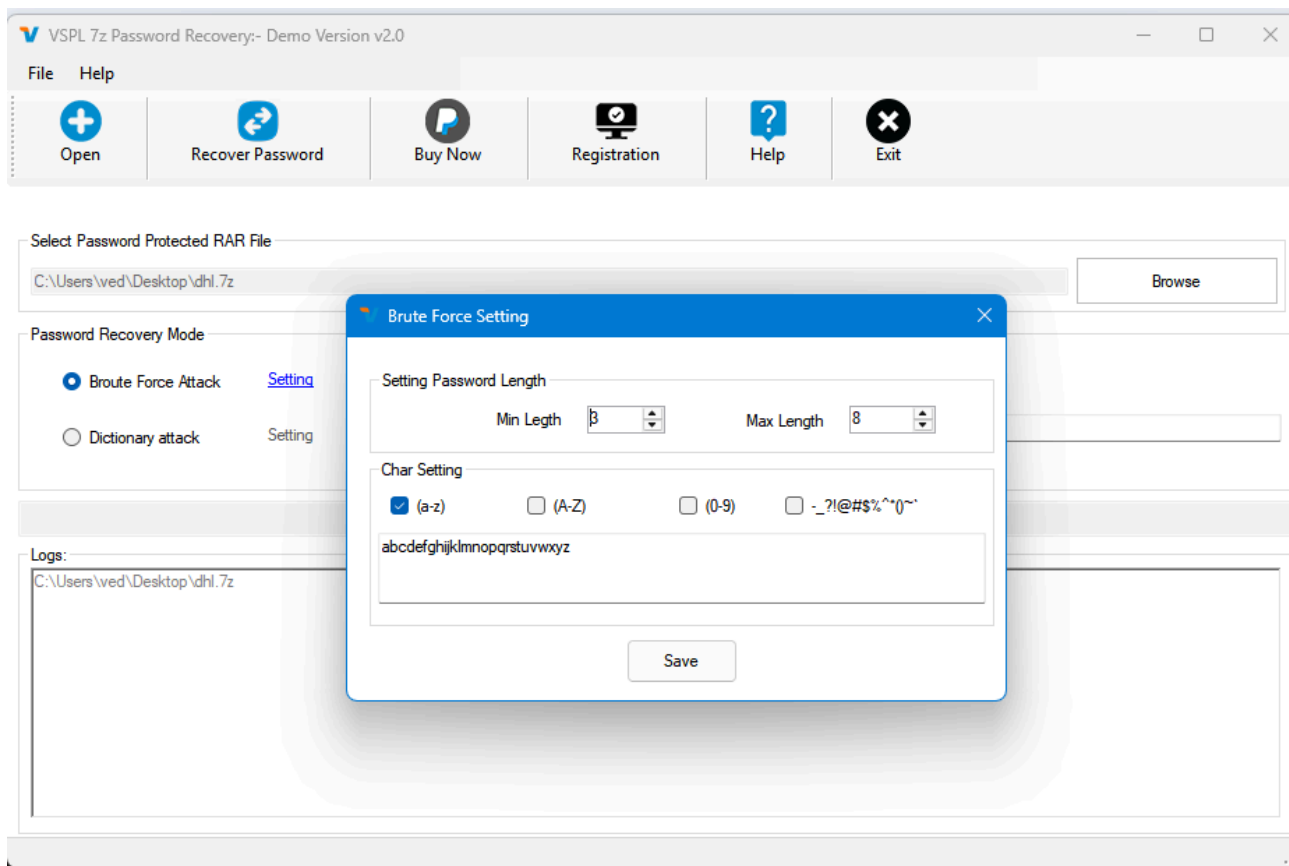 VSPL 7z Password Recovery:- Demo Version v2.0
File Help
Open Recover Password Buy Now Registration Help Exit
Select Password Protected RAR File
C:\Users\ved\Desktop\dhl.7z Browse
Password Recovery Mode
Broute Force Attack Setting
Dictionary attack Setting
Logs:
C:\Users\ved\Desktop\dhl.7z
Brute Force Setting
Setting Password Length
Min Legth 3 Max Length 8
Char Setting
(a-z) (A-Z) (0-9) -_?!@#$%^*()~`
abcdefghijklmnopqrstuvwxyz
Save